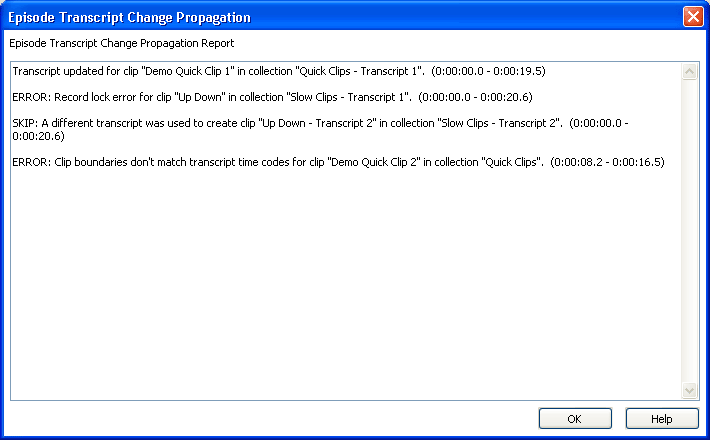 Episode Transcript Change Propagation
Episode Transcript Change Propagation Report
Transcript updated for clip "Demo Quick Clip 1" in collection "Quick Clips - Transcript 1".  (0:00:00.0 - 0:00:19.5)
ERROR: Record lock error for clip "Up Down" in collection "Slow Clips - Transcript 1".  (0:00:00.0 - 0:00:20.6)
SKIP: A different transcript was used to create clip "Up Down - Transcript 2" in collection "Slow Clips - Transcript 2".  (0:00:00.0 -
0:00:20.6)
ERROR: Clip boundaries don't match transcript time codes for clip "Demo Quick Clip 2" in collection "Quick Clips".  (0:00:08.2 - 0:00:16.5)
OK
Help